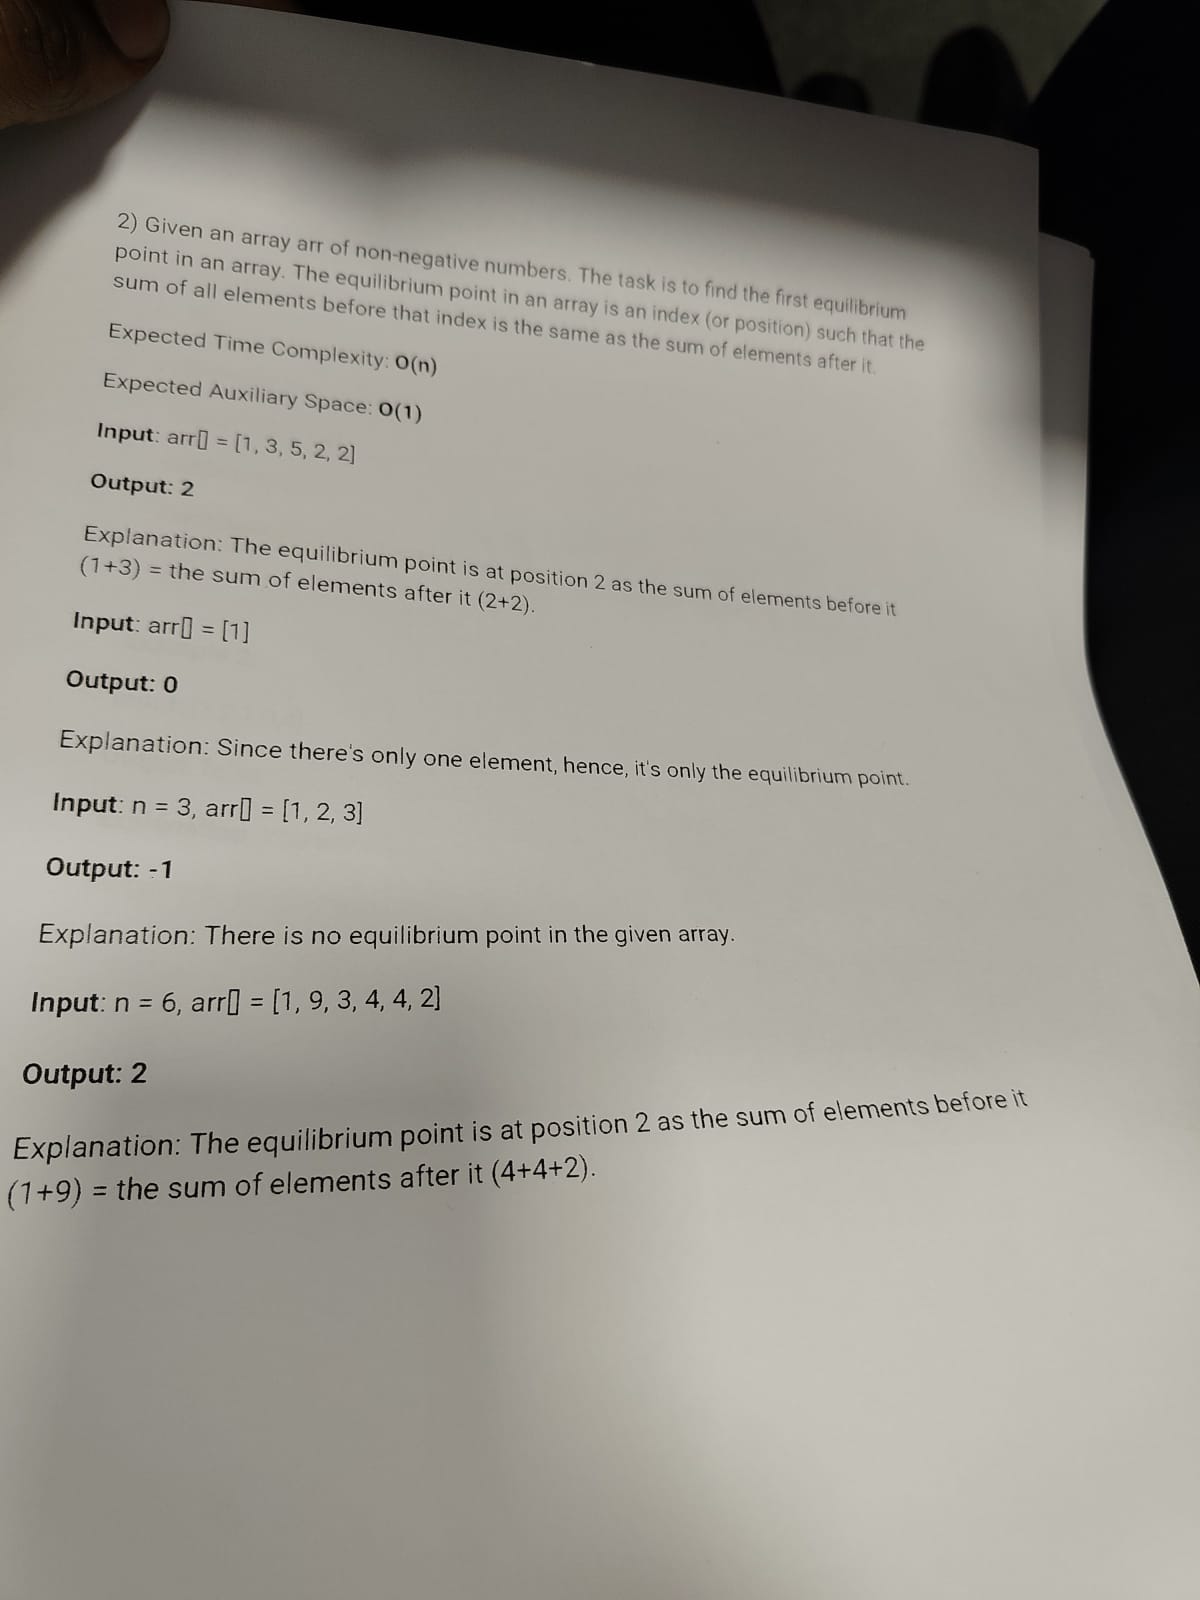 2) Given an array arr of non-negative numbers. The task is to find the first equilibrium
point in an array. The equilibrium point in an array is an index (or position) such that the
sum of all elements before that index is the same as the sum of elements after it.
Expected Time Complexity: O(n)
Expected Auxiliary Space: O(1)
Input: arr[] = [1, 3, 5, 2, 2]
Output: 2
Explanation: The equilibrium point is at position 2 as the sum of elements before it
(1+3) = the sum of elements after it (2+2).
Input: arr[] = [1]
Output: 0
Explanation: Since there's only one element, hence, it's only the equilibrium point.
Input: n = 3, arr[] = [1, 2, 3]
Output: -1
Explanation: There is no equilibrium point in the given array.
Input: n = 6, arr[] = [1, 9, 3, 4, 4, 2]
Output: 2
Explanation: The equilibrium point is at position 2 as the sum of elements before it
(1+9) = the sum of elements after it (4+4+2).